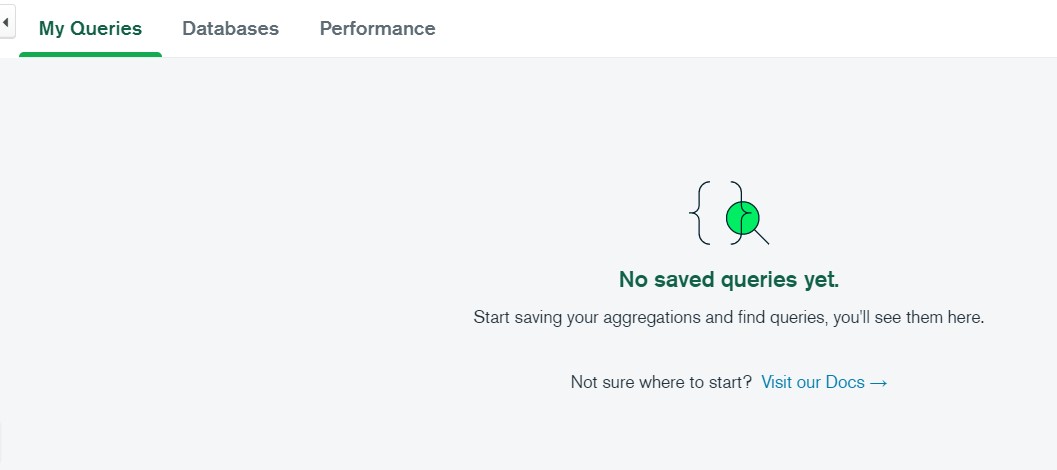 My Queries Databases Performance
No saved queries yet.
Start saving your aggregations and find queries, you'll see them here.
Not sure where to start? Visit our Docs →